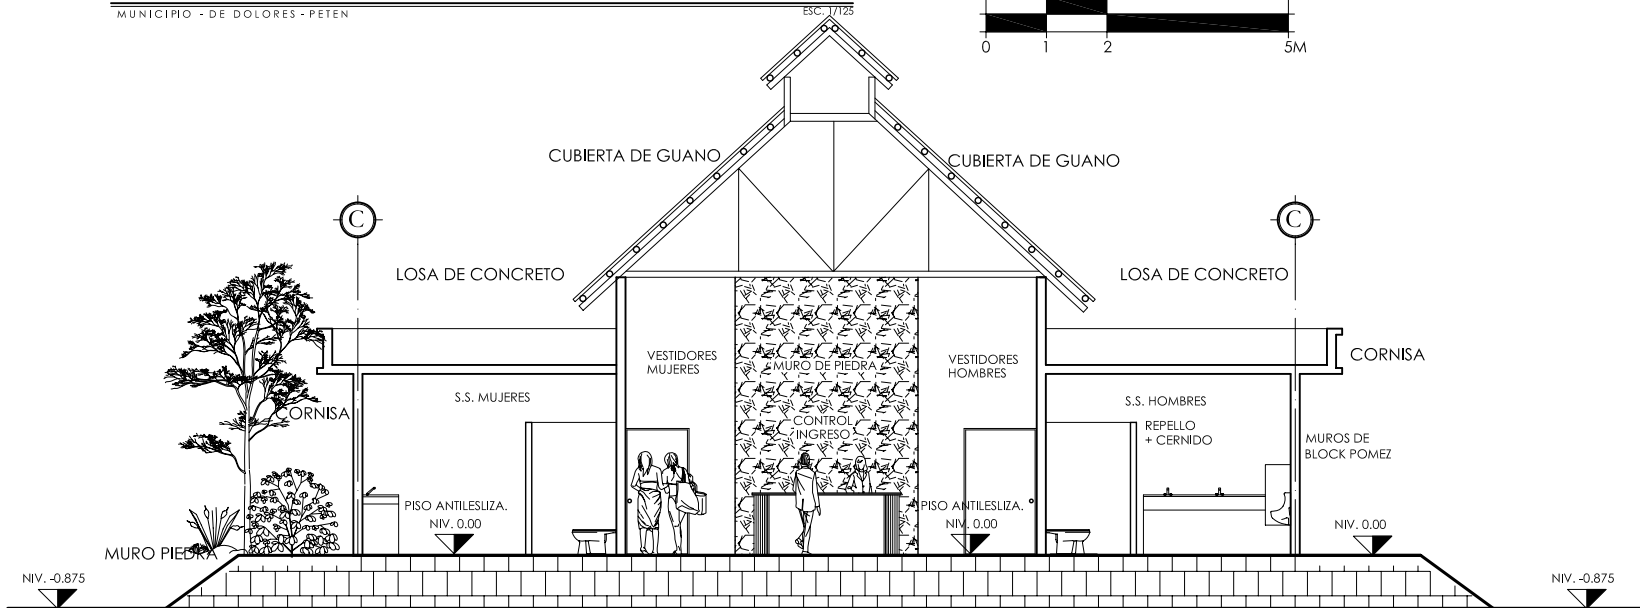 MUNICIPIO - DE DOLORES - PETEN
ESC. 1/125
0 1 2 5M
CUBIERTA DE GUANO
CUBIERTA DE GUANO
C
C
LOSA DE CONCRETO
LOSA DE CONCRETO
VESTIDORES
MUJERES
MURO DE PIEDRA
VESTIDORES
HOMBRES
CORNISA
S.S. MUJERES
S.S. HOMBRES
CORNISA
CONTROL
INGRESO
REPELLO
+ CERNIDO
MUROS DE
BLOCK POMEZ
PISO ANTILESLIZA.
NIV. 0.00
PISO ANTILESLIZA.
NIV. 0.00
NIV. 0.00
MURO PIEDRA
NIV. -0.875
NIV. -0.875